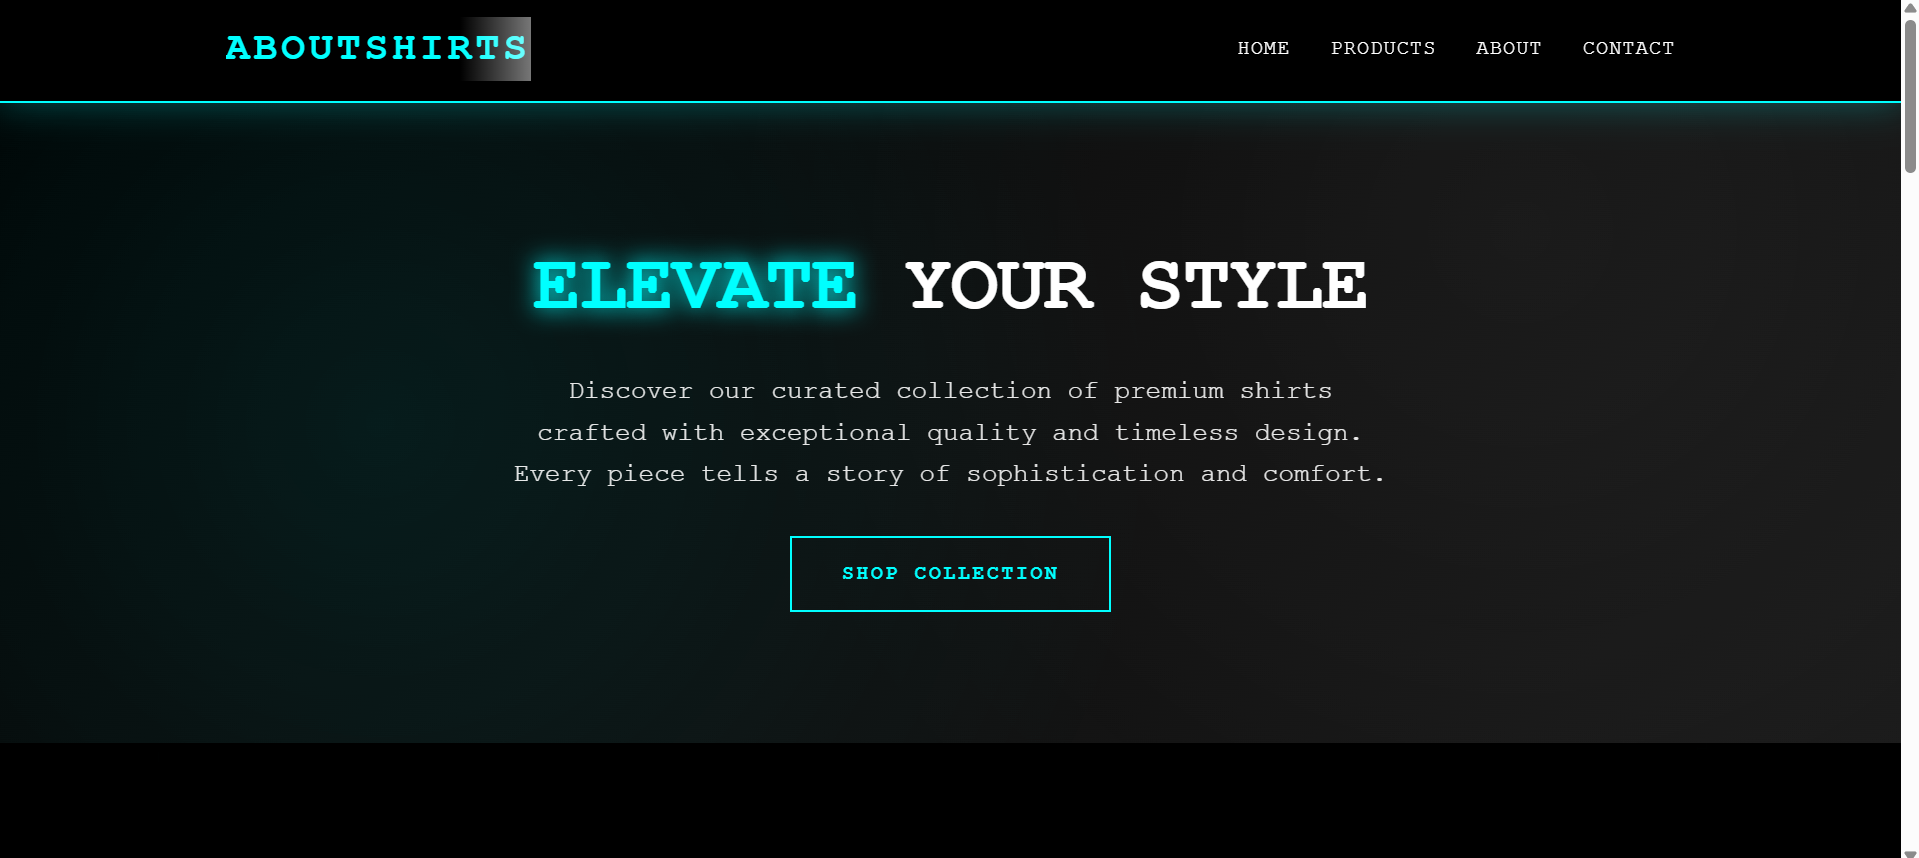 ABOUTSHIRTS
HOME PRODUCTS ABOUT CONTACT
ELEVATE YOUR STYLE
Discover our curated collection of premium shirts
crafted with exceptional quality and timeless design.
Every piece tells a story of sophistication and comfort.
SHOP COLLECTION